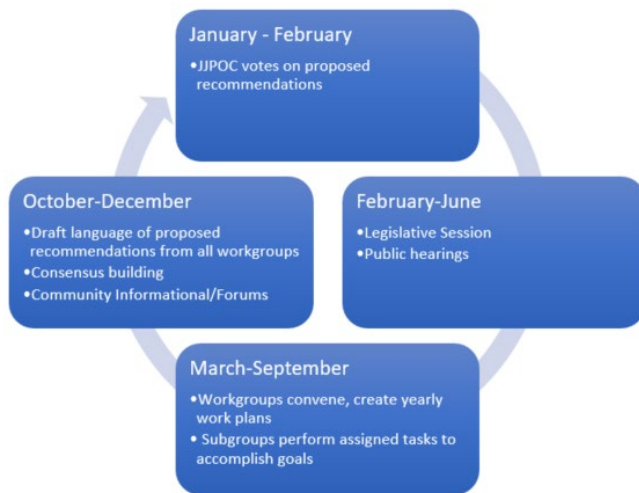 January - February
•JJPOC votes on proposed
recommendations
October-December
•Draft language of proposed
recommendations from all workgroups
•Consensus building
•Community Informational/Forums
February-June
•Legislative Session
•Public hearings
March-September
•Workgroups convene, create yearly
work plans
• Subgroups perform assigned tasks to
accomplish goals